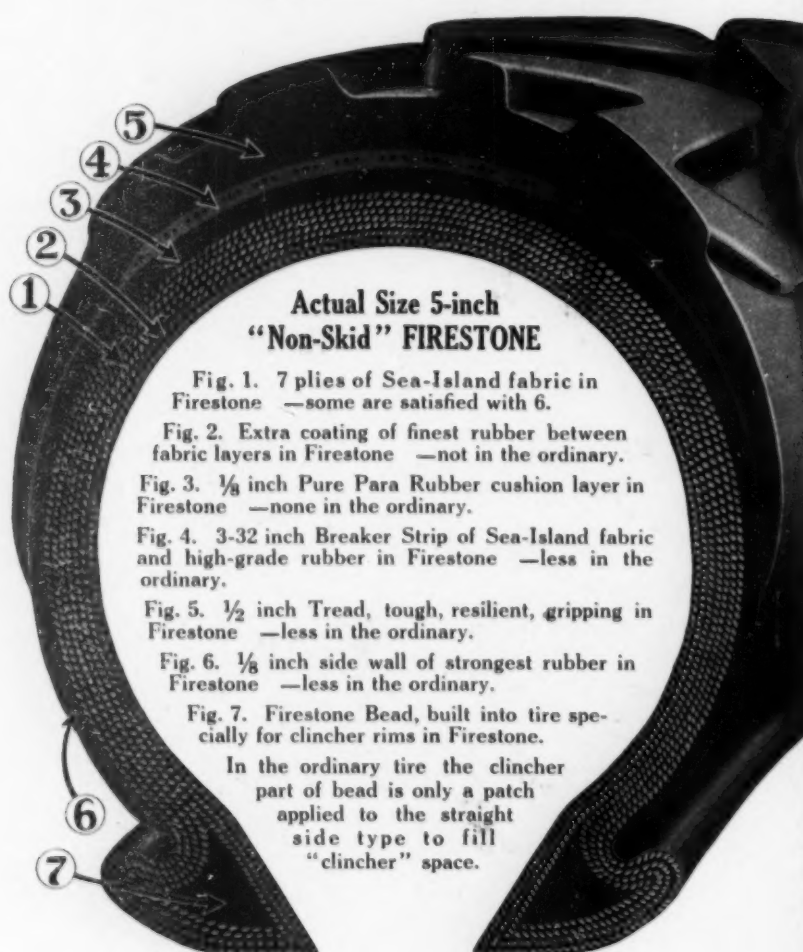 5
4
3
2
1
Actual Size 5-inch
“Non-Skid” FIRESTONE
Fig. 1. 7 plies of Sea-Island fabric in
Firestone —some are satisfied with 6.
Fig. 2. Extra coating of finest rubber between
fabric layers in Firestone —not in the ordinary.
Fig. 3. ⅛ inch Pure Para Rubber cushion layer in
Firestone —none in the ordinary.
Fig. 4. 3-32 inch Breaker Strip of Sea-Island fabric
and high-grade rubber in Firestone —less in the
ordinary.
Fig. 5. ½ inch Tread, tough, resilient, gripping in
Firestone —less in the ordinary.
Fig. 6. ⅛ inch side wall of strongest rubber in
Firestone —less in the ordinary.
Fig. 7. Firestone Bead, built into tire spe-
cially for clincher rims in Firestone.
In the ordinary tire the clincher
part of bead is only a patch
applied to the straight
side type to fill
“clincher” space.
6
7